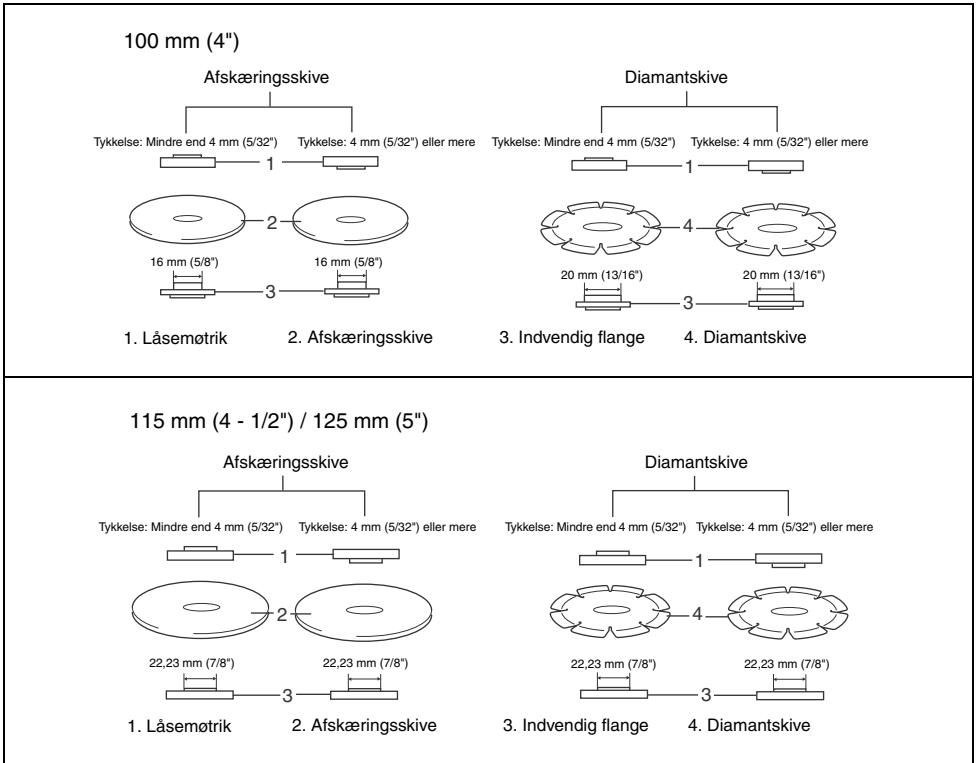 100 mm (4")
Afskæringsskive Diamantskive
Tykkelse: Mindre end 4 mm (5/32") Tykkelse: 4 mm (5/32") eller mere Tykkelse: Mindre end 4 mm (5/32") Tykkelse: 4 mm (5/32") eller mere
1 1
2 4
16 mm (5/8") 16 mm (5/8") 20 mm (13/16") 20 mm (13/16")
3 3
1. Låsemøtrik 2. Afskæringsskive 3. Indvendig flange 4. Diamantskive
115 mm (4 - 1/2") / 125 mm (5")
Afskæringsskive Diamantskive
Tykkelse: Mindre end 4 mm (5/32") Tykkelse: 4 mm (5/32") eller mere Tykkelse: Mindre end 4 mm (5/32") Tykkelse: 4 mm (5/32") eller mere
1 1
2 4
22,23 mm (7/8") 22,23 mm (7/8") 22,23 mm (7/8") 22,23 mm (7/8")
3 3
1. Låsemøtrik 2. Afskæringsskive 3. Indvendig flange 4. Diamantskive